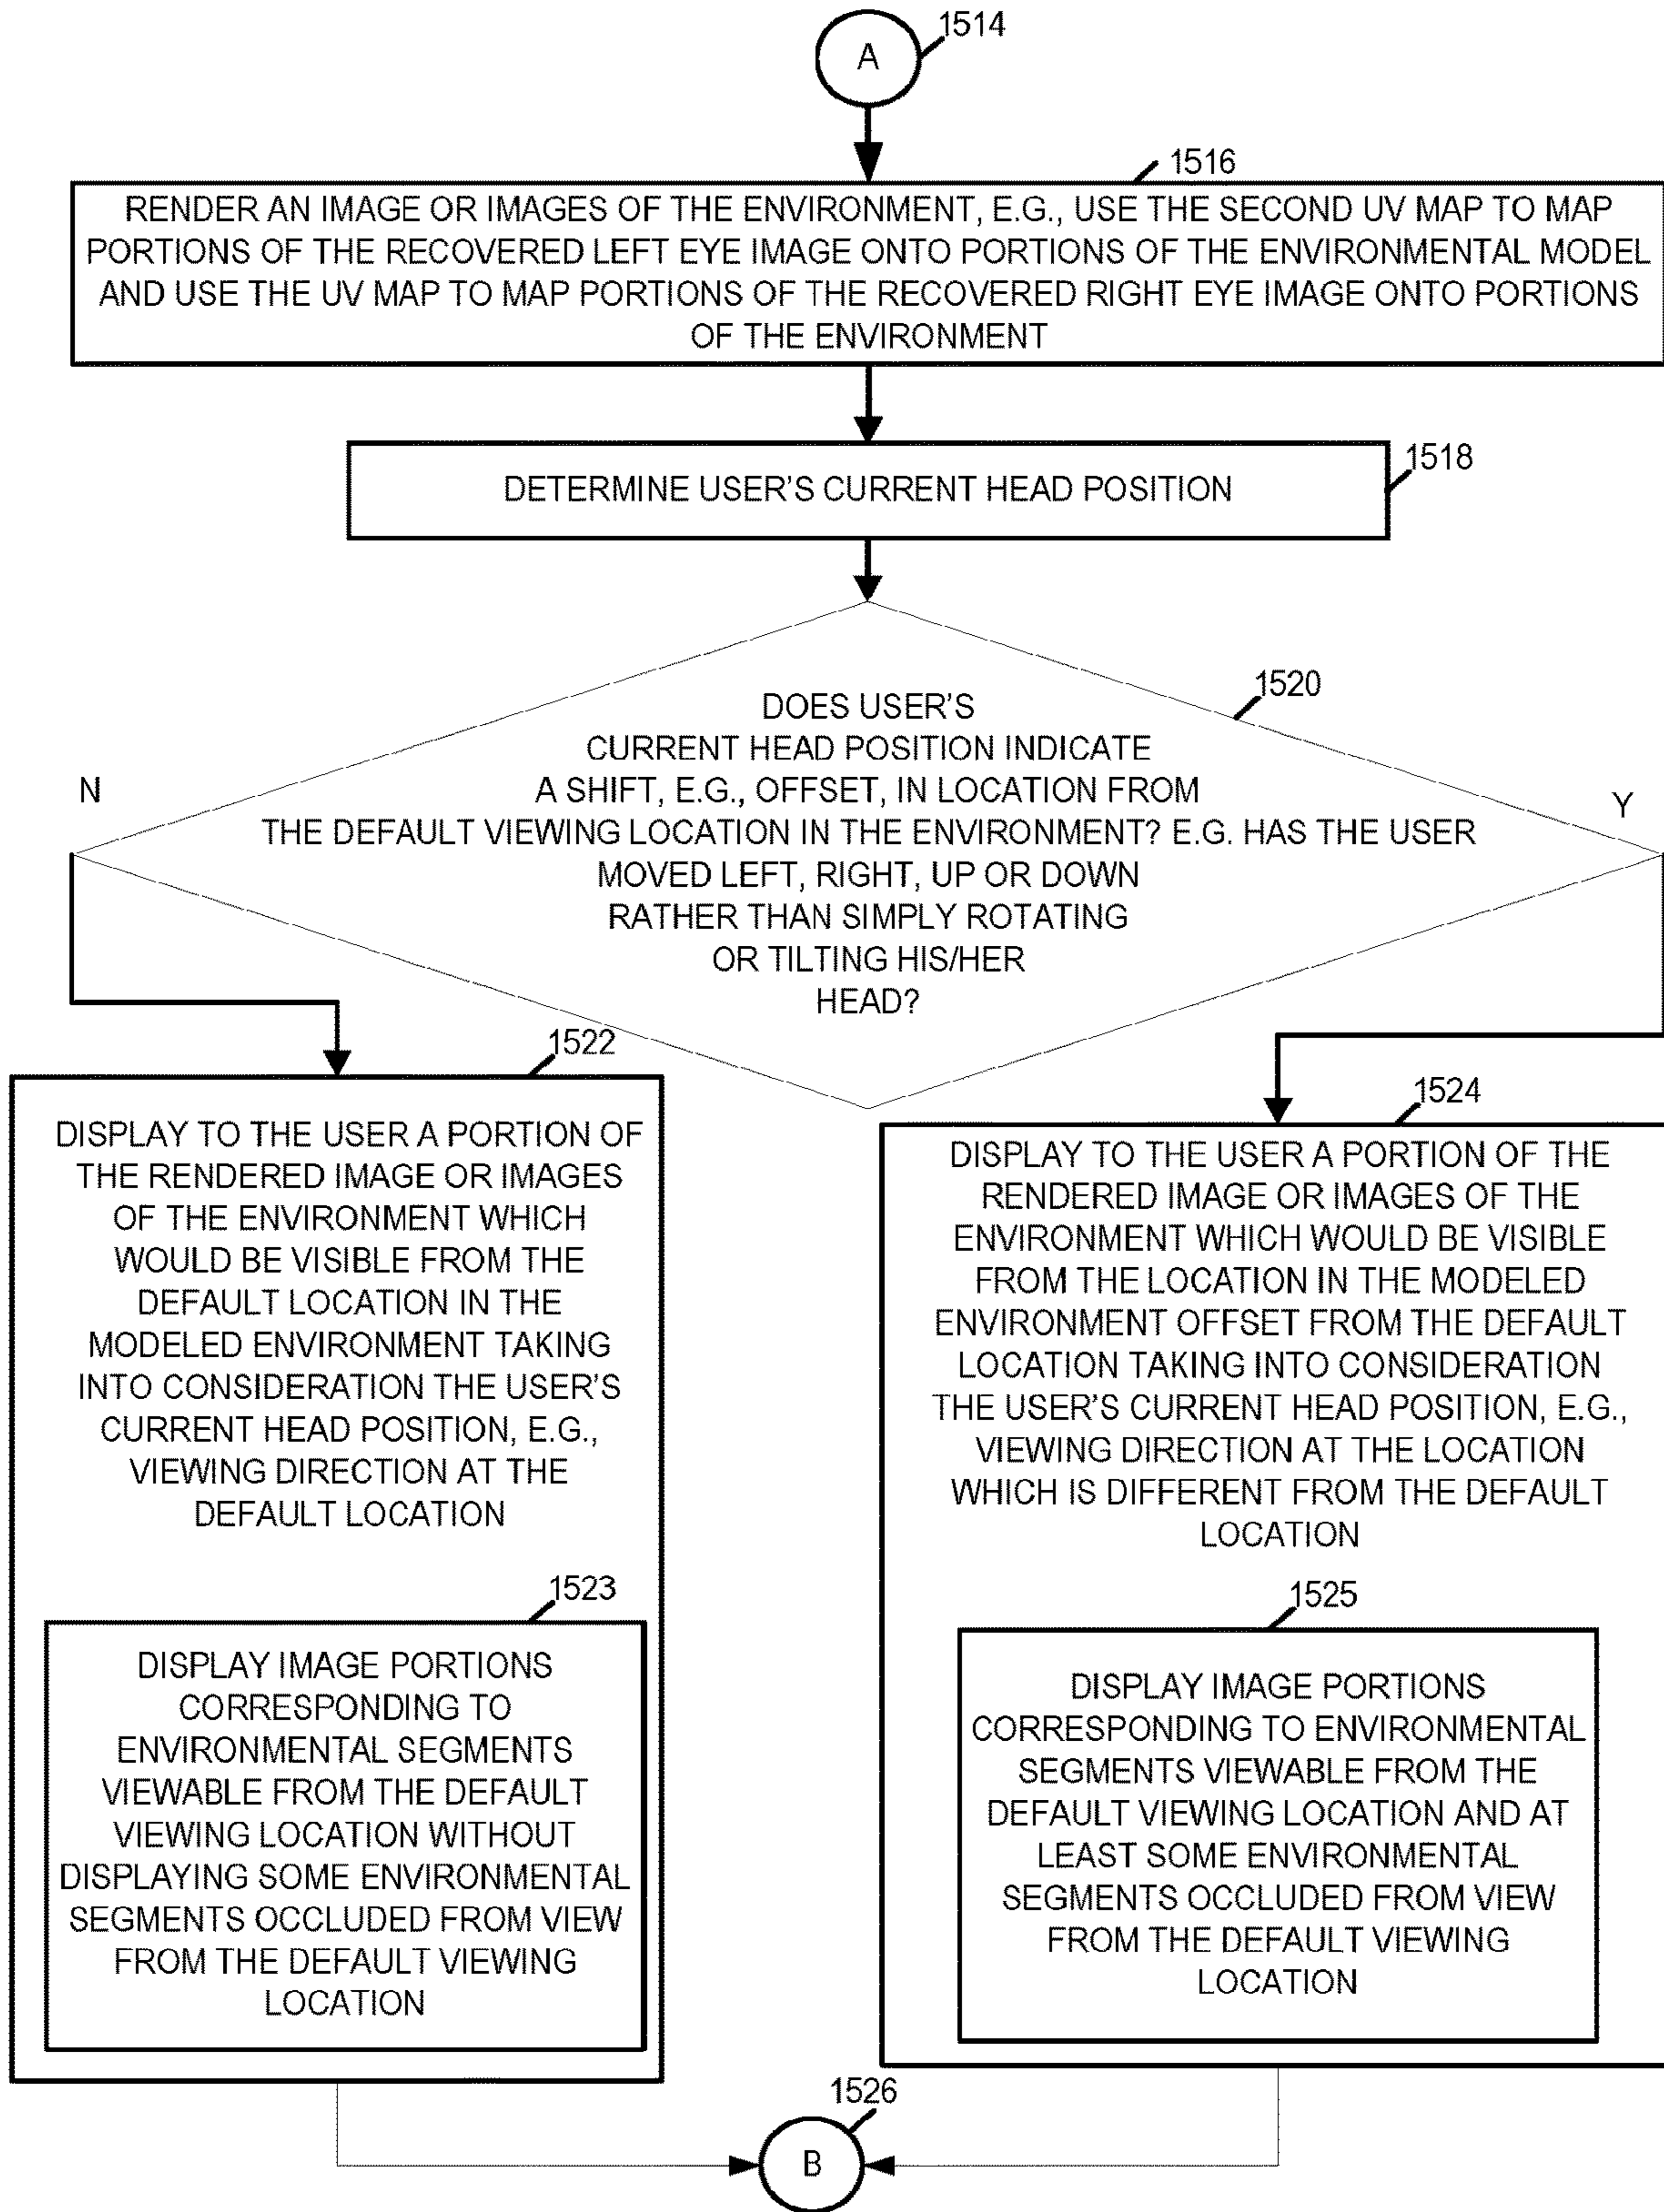 1514
A
1516
RENDER AN IMAGE OR IMAGES OF THE ENVIRONMENT, E.G., USE THE SECOND UV MAP TO MAP
PORTIONS OF THE RECOVERED LEFT EYE IMAGE ONTO PORTIONS OF THE ENVIRONMENTAL MODEL
AND USE THE UV MAP TO MAP PORTIONS OF THE RECOVERED RIGHT EYE IMAGE ONTO PORTIONS
OF THE ENVIRONMENT
1518
DETERMINE USER'S CURRENT HEAD POSITION
1520
DOES USER'S
CURRENT HEAD POSITION INDICATE
A SHIFT, E.G., OFFSET, IN LOCATION FROM
THE DEFAULT VIEWING LOCATION IN THE ENVIRONMENT? E.G. HAS THE USER
MOVED LEFT, RIGHT, UP OR DOWN
RATHER THAN SIMPLY ROTATING
OR TILTING HIS/HER
HEAD?
N
Y
1522
DISPLAY TO THE USER A PORTION OF
THE RENDERED IMAGE OR IMAGES
OF THE ENVIRONMENT WHICH
WOULD BE VISIBLE FROM THE
DEFAULT LOCATION IN THE
MODELED ENVIRONMENT TAKING
INTO CONSIDERATION THE USER'S
CURRENT HEAD POSITION, E.G.,
VIEWING DIRECTION AT THE
DEFAULT LOCATION
1523
DISPLAY IMAGE PORTIONS
CORRESPONDING TO
ENVIRONMENTAL SEGMENTS
VIEWABLE FROM THE DEFAULT
VIEWING LOCATION WITHOUT
DISPLAYING SOME ENVIRONMENTAL
SEGMENTS OCCLUDED FROM VIEW
FROM THE DEFAULT VIEWING
LOCATION
1524
DISPLAY TO THE USER A PORTION OF THE
RENDERED IMAGE OR IMAGES OF THE
ENVIRONMENT WHICH WOULD BE VISIBLE
FROM THE LOCATION IN THE MODELED
ENVIRONMENT OFFSET FROM THE DEFAULT
LOCATION TAKING INTO CONSIDERATION
THE USER'S CURRENT HEAD POSITION, E.G.,
VIEWING DIRECTION AT THE LOCATION
WHICH IS DIFFERENT FROM THE DEFAULT
LOCATION
1525
DISPLAY IMAGE PORTIONS
CORRESPONDING TO ENVIRONMENTAL
SEGMENTS VIEWABLE FROM THE
DEFAULT VIEWING LOCATION AND AT
LEAST SOME ENVIRONMENTAL
SEGMENTS OCCLUDED FROM VIEW
FROM THE DEFAULT VIEWING
LOCATION
1526
B